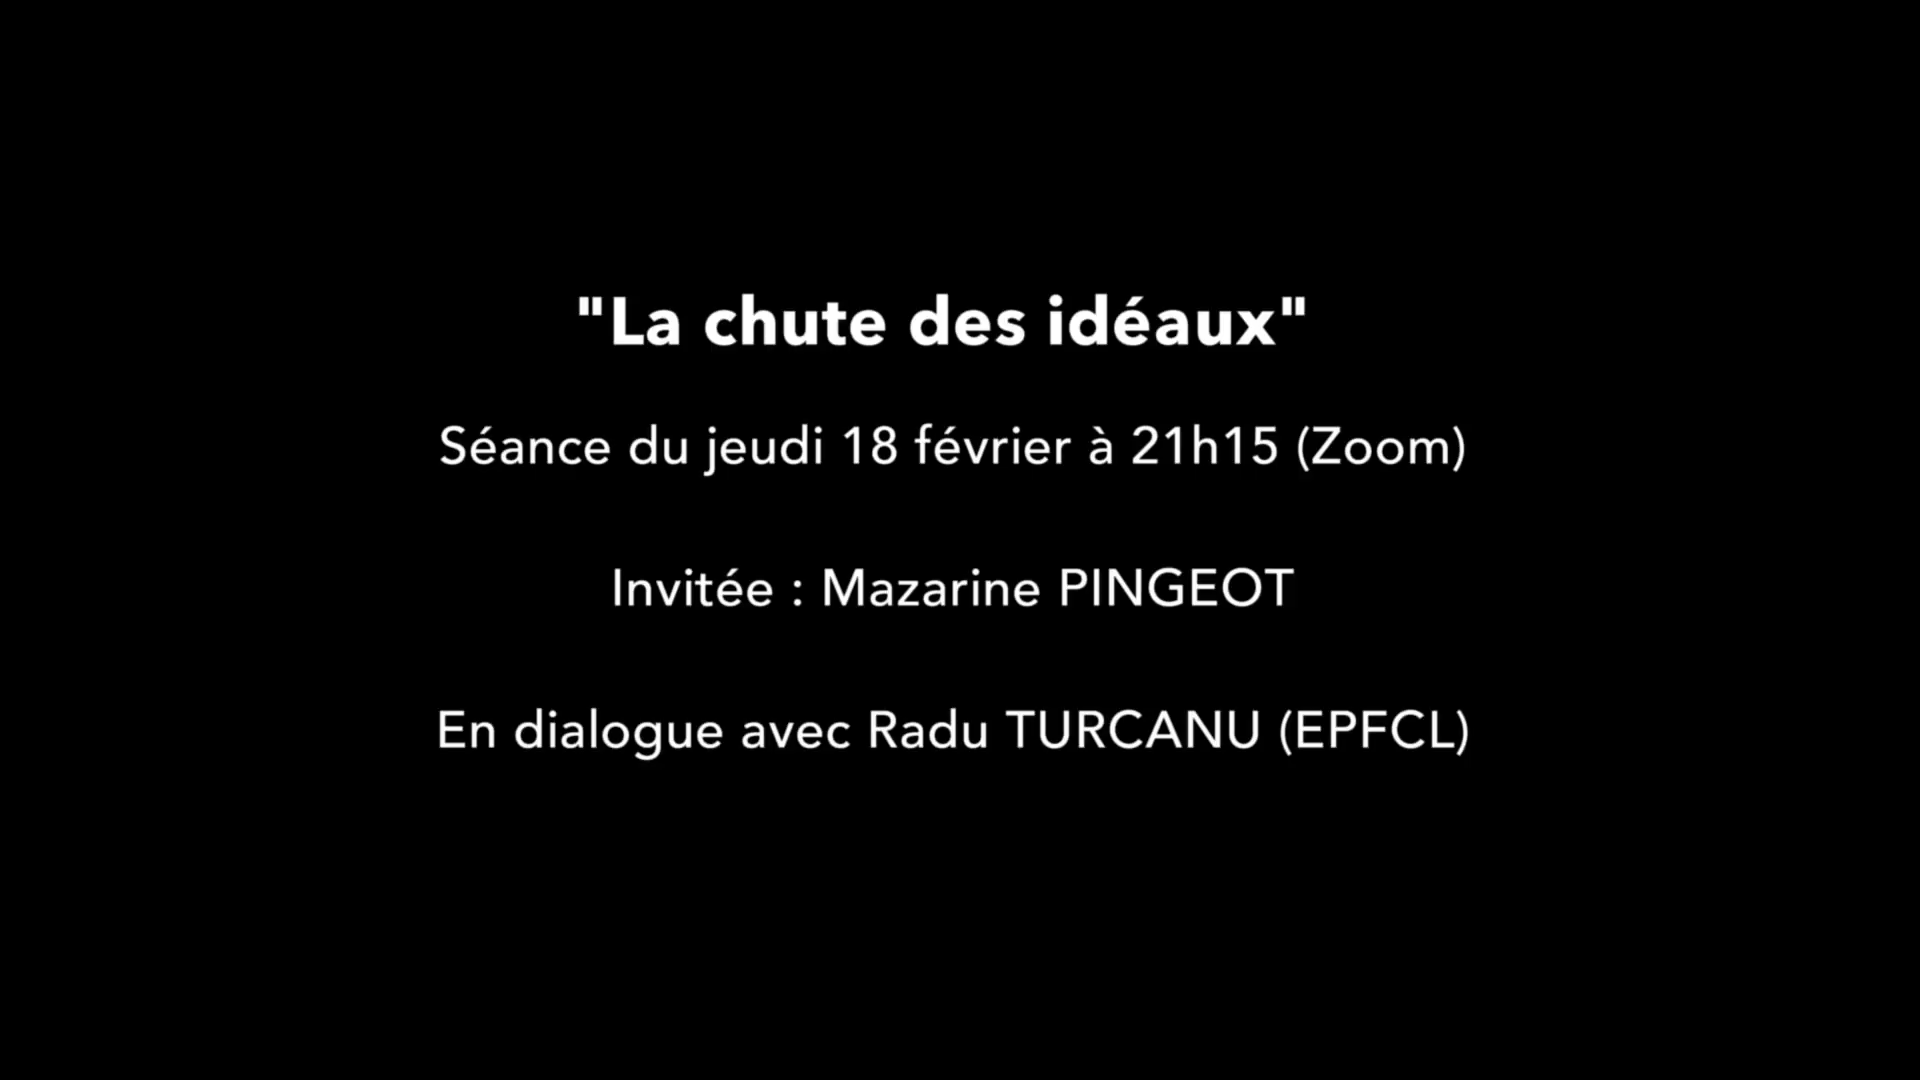 "La chute des idéaux"
Séance du jeudi 18 février à 21h15 (Zoom)
Invitée : Mazarine PINGEOT
En dialogue avec Radu TURCANU (EPFCL)